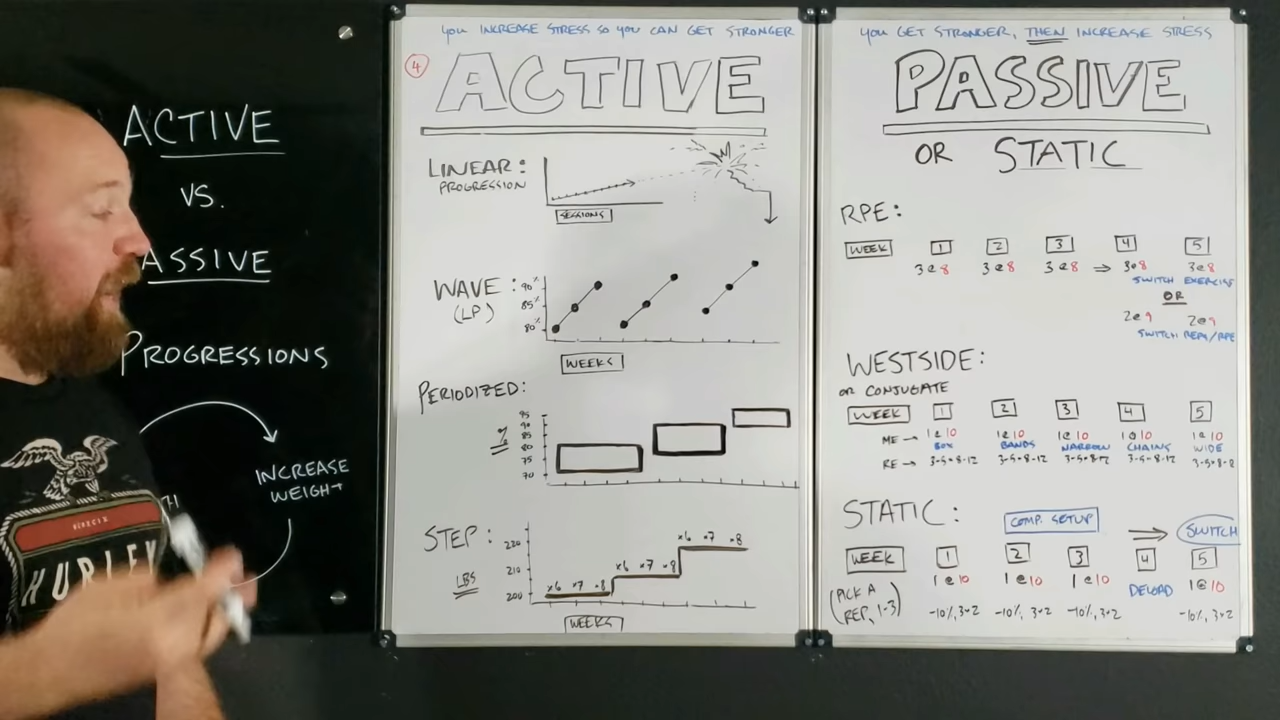 ACTIVE
VS.
ASSIVE
PROGRESSIONS
INCREASE
WEIGHT
HURLEY
YOU INCREASE STRESS SO YOU CAN GET STRONGER
4
ACTIVE
LINEAR:
PROGRESSION
SESSIONS
WAVE:
(LP)
90%
85%
80%
WEEKS
PERIODIZED:
%
95
90
85
80
75
70
STEP:
LBS
220
210
200
x6 x7 x8
x6 x7 x8
x6 x7 x8
WEEKS
YOU GET STRONGER, THEN INCREASE STRESS
PASSIVE
OR STATIC
RPE:
WEEK 1 2 3 4 5
3@8 3@8 3@8 ⇒ 3@8 3@8
SWITCH EXERCISE
OR
2@9 2@9
SWITCH REPS/RPE
WESTSIDE:
OR CONJUGATE
WEEK 1 2 3 4 5
ME → 1@10 1@10 1@10 1@10 1@10
BOX BANDS NARROW CHAINS WIDE
RE → 3-5×8-12 3-5×8-12 3-5×8-12 3-5×8-12 3-5×8-12
STATIC: COMP. SETUP ⇒ SWITCH
WEEK 1 2 3 4 5
(PICK A REP, 1-3) 1@10 1@10 1@10 DELOAD 1@10
-10%, 3×2 -10%, 3×2 -10%, 3×2 -10%, 3×2